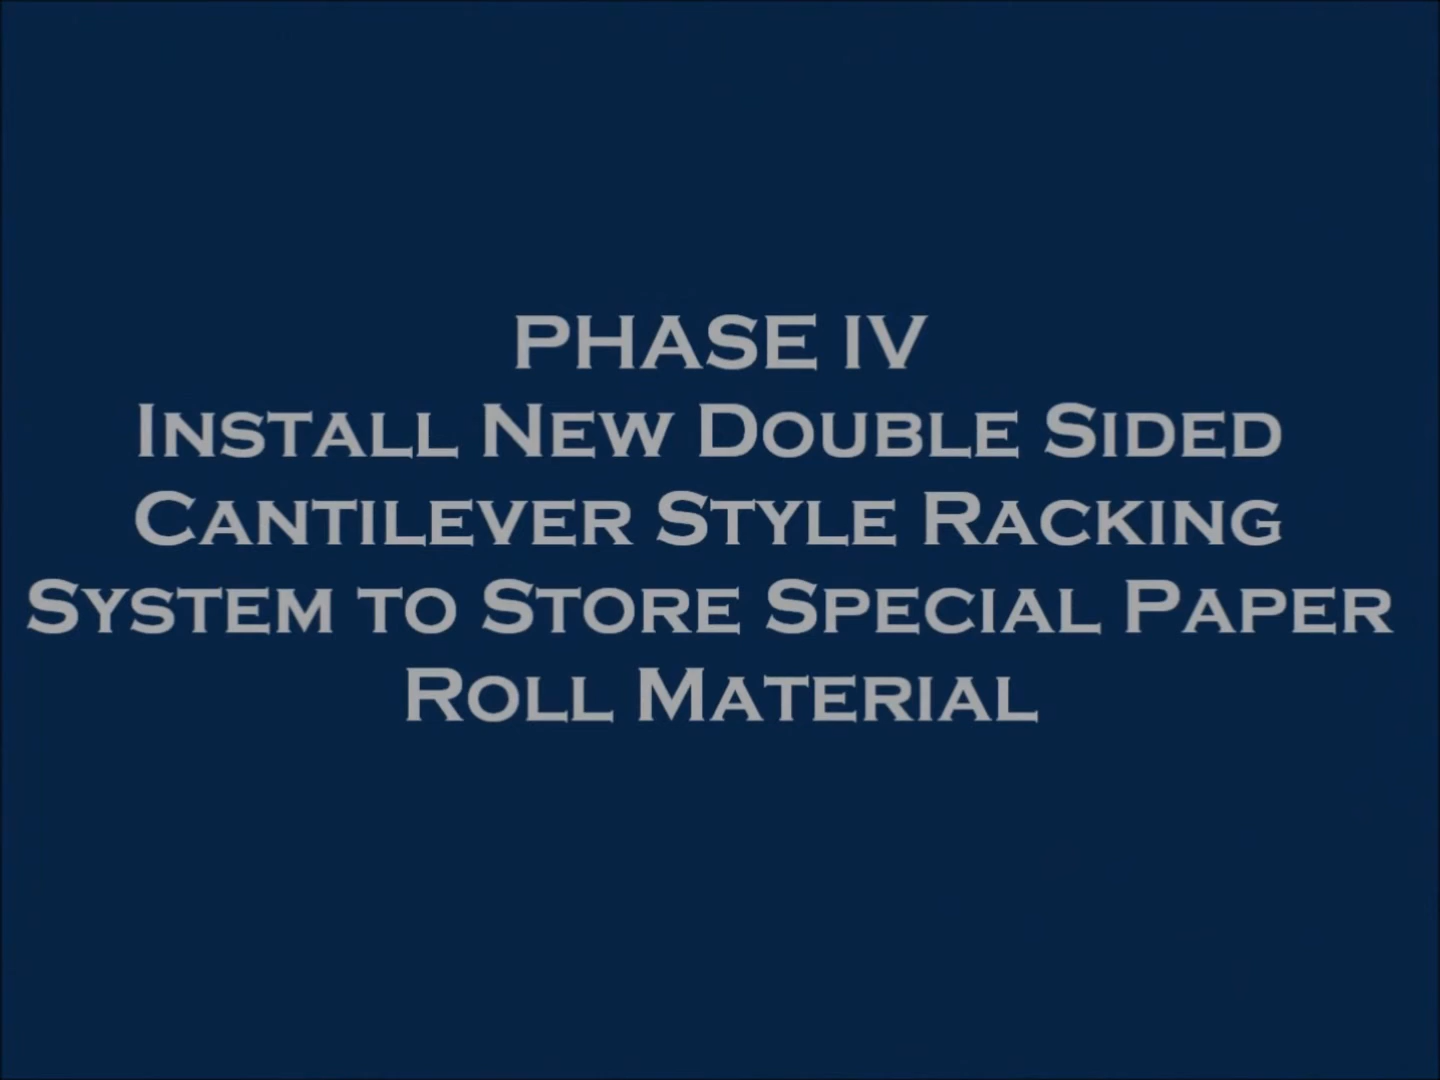 PHASE IV
Install New Double Sided
Cantilever Style Racking
System to Store Special Paper
Roll Material